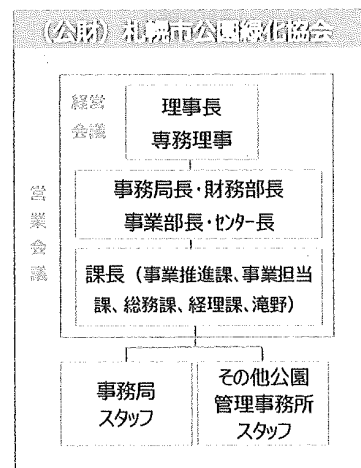 (公財) 札幌市公園緑化協会
経営
会議
理事長
専務理事
営業会議
事務局長・財務部長
事業部長・センター長
課長（事業推進課、事業担当
課、総務課、経理課、滝野）
事務局
スタッフ
その他公園
管理事務所
スタッフ